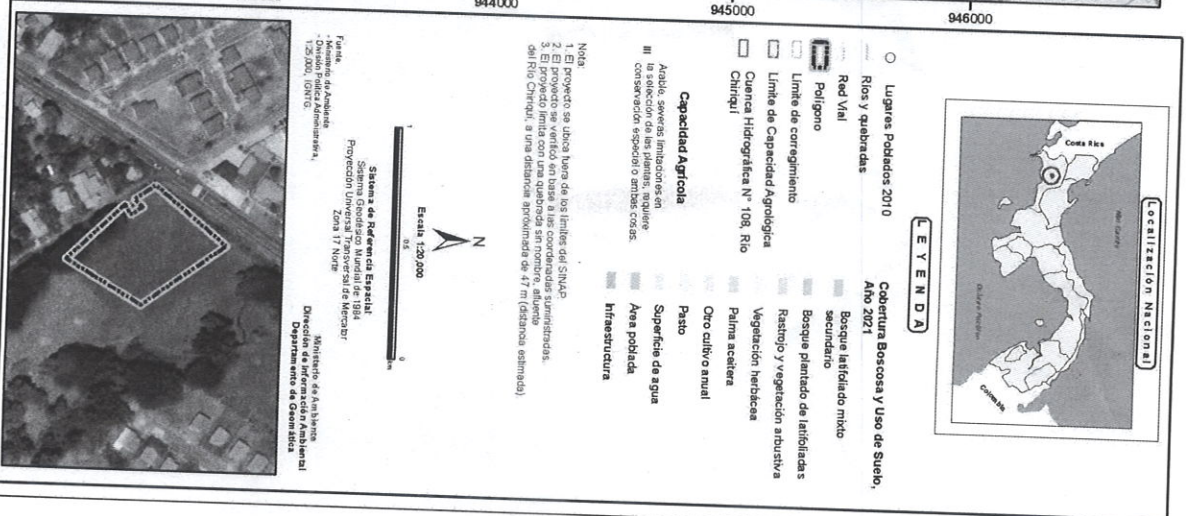 944000
945000
946000
Localización Nacional
Costa Rica
Mar Caribe
Océano Pacífico
Colombia
LEYENDA
Lugares Poblados 2010
Ríos y quebradas
Red Vial
Polígono
Límite de corregimiento
Límite de Capacidad Agrológica
Cuenca Hidrográfica N° 108, Río
Chiriquí
Capacidad Agrícola
III
Arable, severas limitaciones en
la selección de las plantas, requiere
conservación especial o ambas cosas.
Cobertura Boscosa y Uso de Suelo,
Año 2021
Bosque latifoliado mixto
secundario
Bosque plantado de latifoliadas
Rastrojo y vegetación arbustiva
Vegetación herbácea
Palma aceitera
Otro cultivo anual
Pasto
Superficie de agua
Área poblada
Infraestructura
Nota:
1. El proyecto se ubica fuera de los límites del SINAP
2. El proyecto se verificó en base a las coordenadas suministradas.
3. El proyecto limita con una quebrada sin nombre, afluente
del Río Chiriquí, a una distancia aproximada de 47 m (distancia estimada)
N
Escala 1:20,000
1
0.5
0
Km
Sistema de Referencia Espacial:
Sistema Geodésico Mundial de 1984
Proyección Universal Transversal de Mercator
Zona 17 Norte
Fuente:
- Ministerio de Ambiente
- División Política Administrativa,
1:25,000, IGNTG.
Ministerio de Ambiente
Dirección de Información Ambiental
Departamento de Geomática